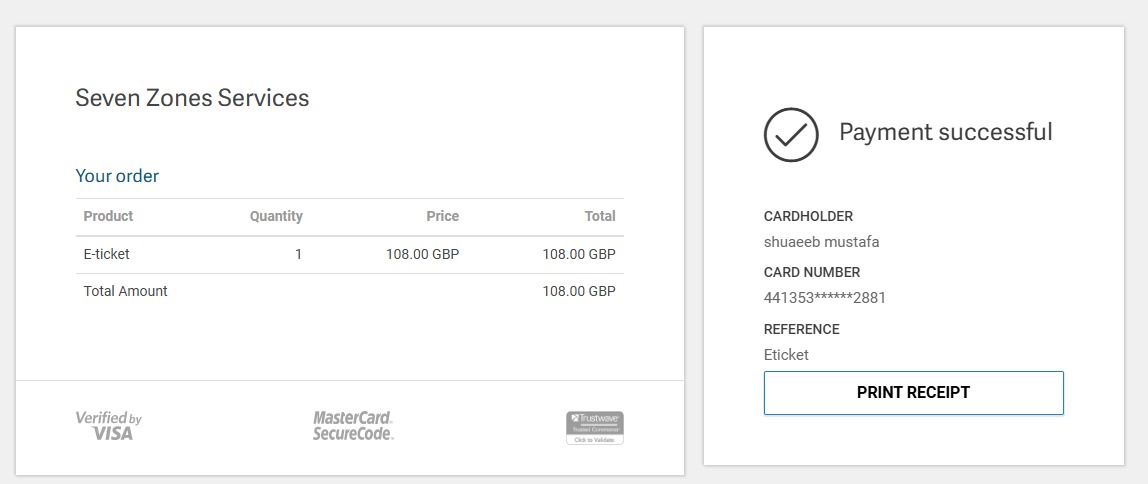 Seven Zones Services
Your order
Product Quantity Price Total
E-ticket 1 108.00 GBP 108.00 GBP
Total Amount 108.00 GBP
Verified by
VISA
MasterCard.
SecureCode.
Trustwave
Trusted Commerce
Click to Validate
Payment successful
CARDHOLDER
shuaeeb mustafa
CARD NUMBER
441353******2881
REFERENCE
Eticket
PRINT RECEIPT